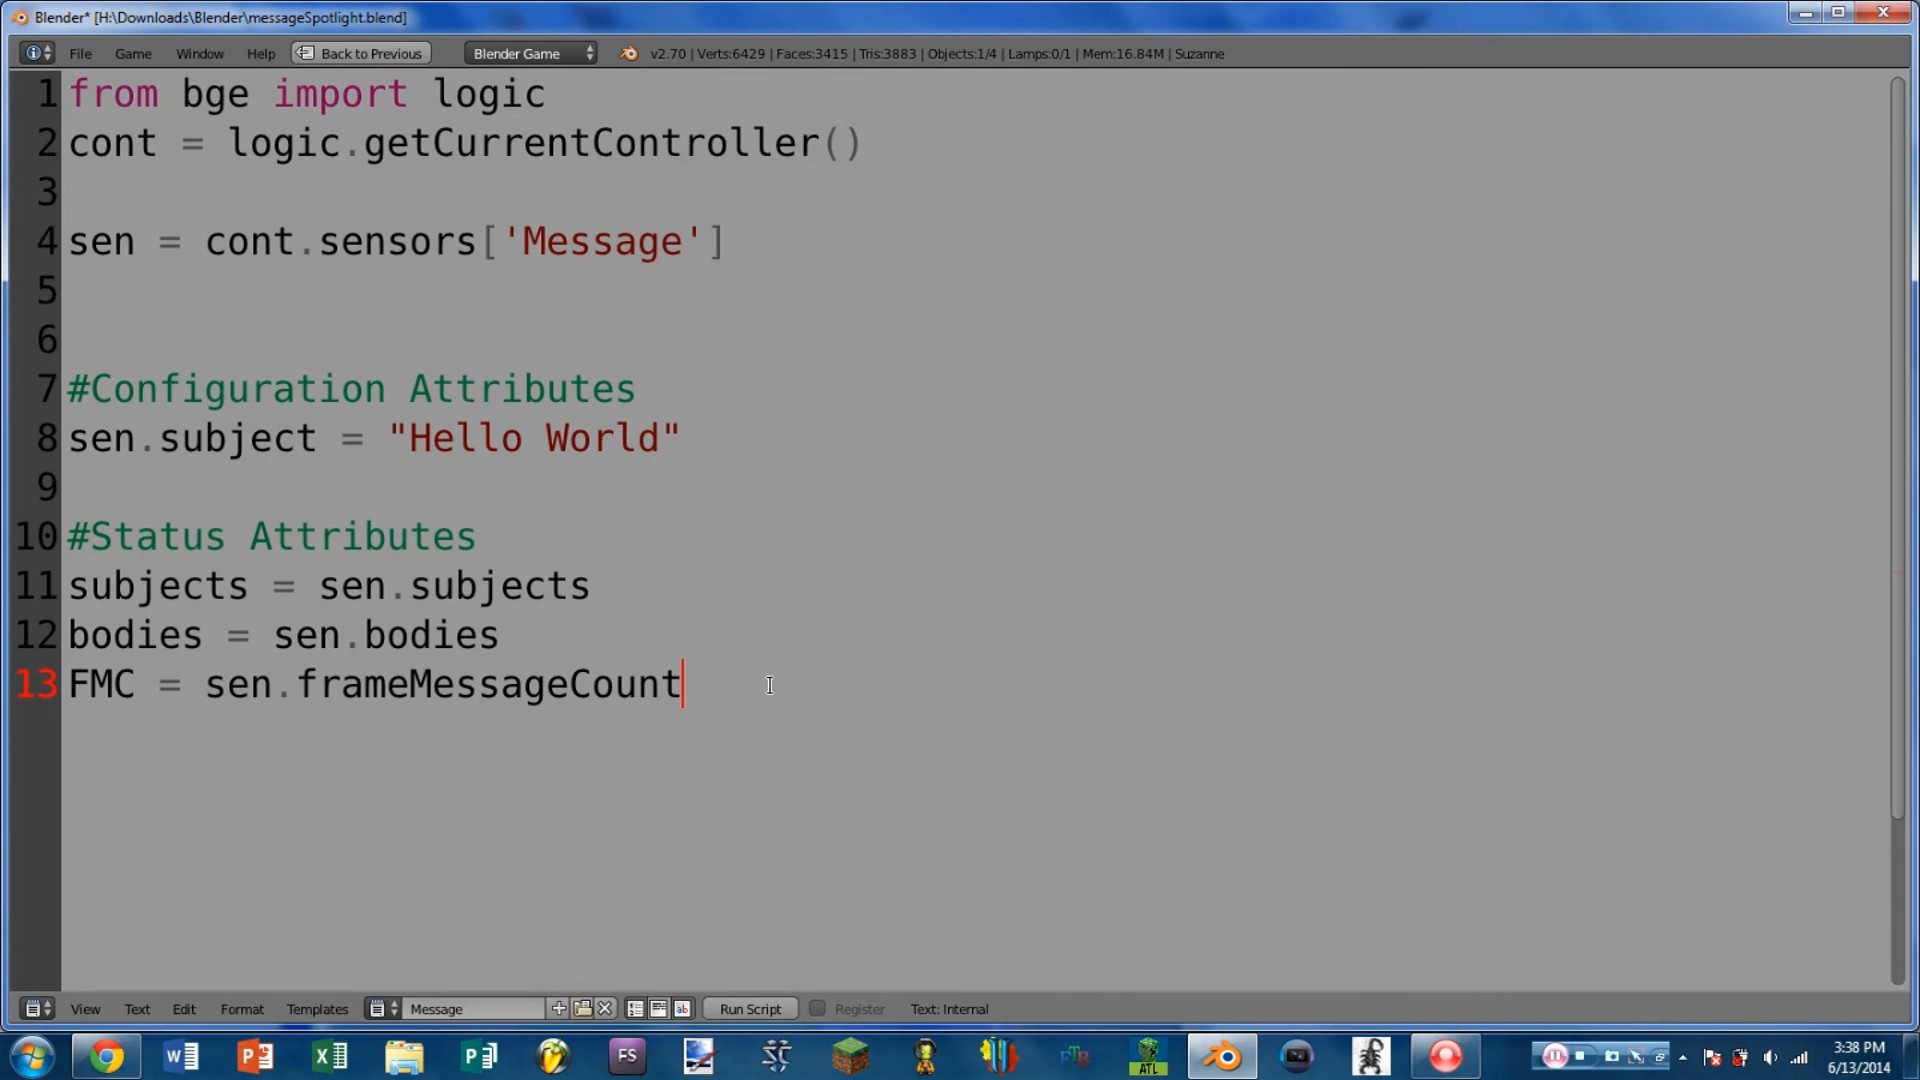 Blender* [H:\Downloads\Blender\messageSpotlight.blend]
File Game Window Help Back to Previous Blender Game v2.70 | Verts:6429 | Faces:3415 | Tris:3883 | Objects:1/4 | Lamps:0/1 | Mem:16.84M | Suzanne
1 from bge import logic
2 cont = logic.getCurrentController()
3
4 sen = cont.sensors['Message']
5
6
7 #Configuration Attributes
8 sen.subject = "Hello World"
9
10 #Status Attributes
11 subjects = sen.subjects
12 bodies = sen.bodies
13 FMC = sen.frameMessageCount
View Text Edit Format Templates Message Run Script Register Text: Internal
FS FTB ATL 3:38 PM
6/13/2014